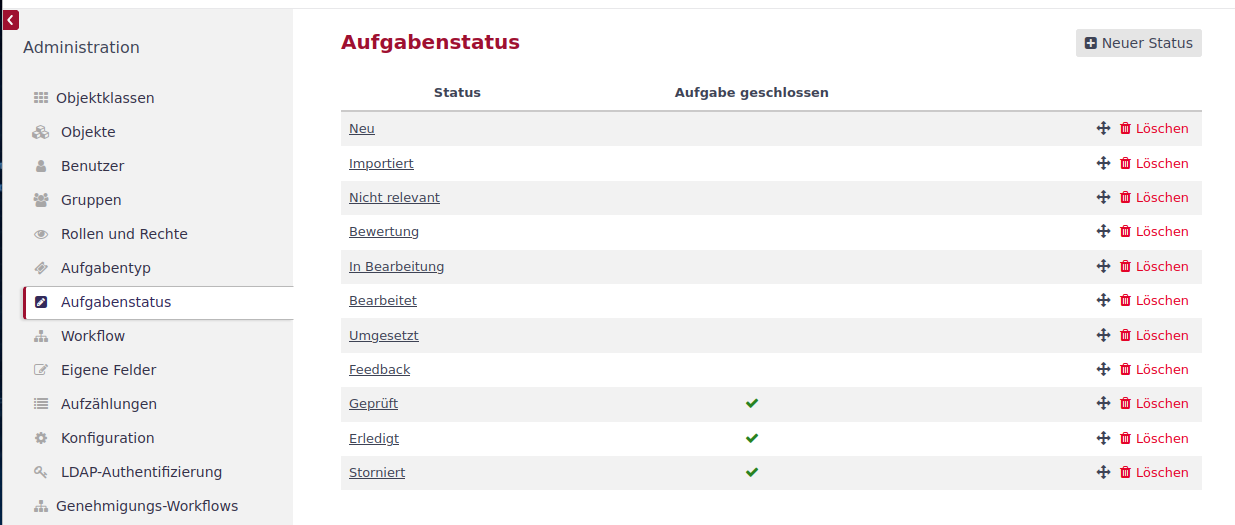 Administration
Objektklassen
Objekte
Benutzer
Gruppen
Rollen und Rechte
Aufgabentyp
Aufgabenstatus
Workflow
Eigene Felder
Aufzählungen
Konfiguration
LDAP-Authentifizierung
Genehmigungs-Workflows
Aufgabenstatus
Neuer Status
Status Aufgabe geschlossen
Neu Löschen
Importiert Löschen
Nicht relevant Löschen
Bewertung Löschen
In Bearbeitung Löschen
Bearbeitet Löschen
Umgesetzt Löschen
Feedback Löschen
Geprüft Löschen
Erledigt Löschen
Storniert Löschen